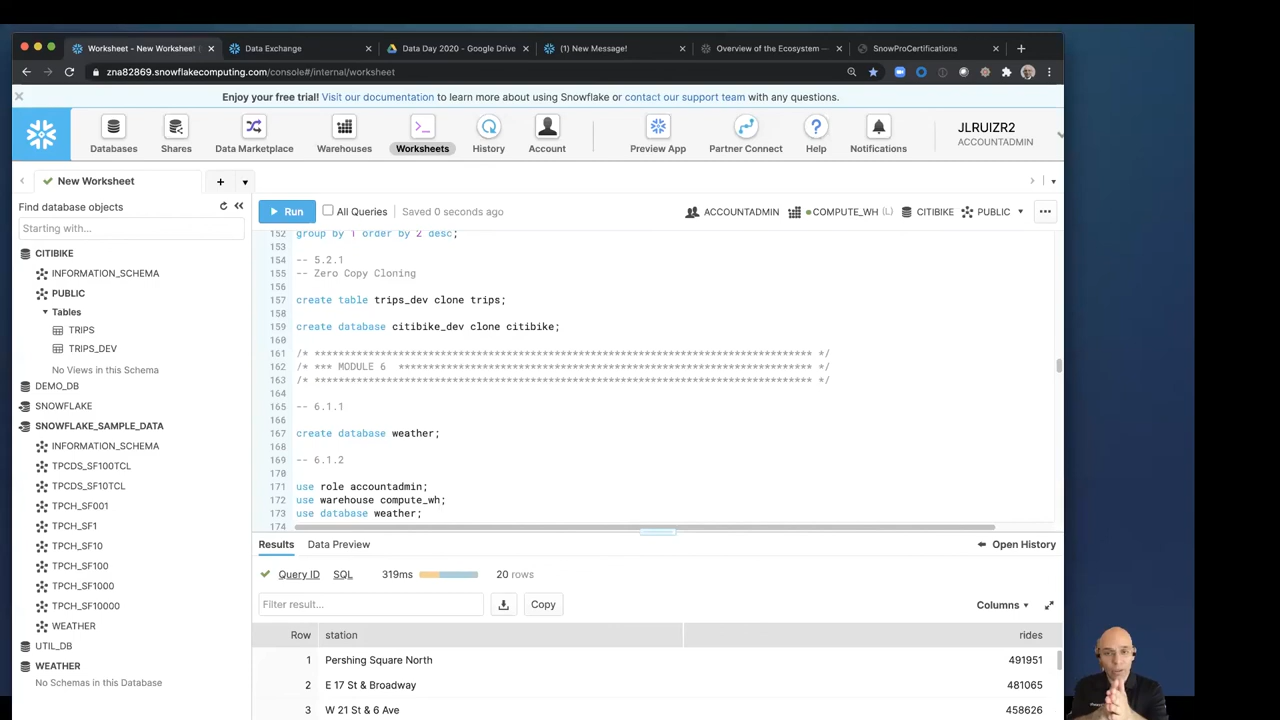 Worksheet - New Worksheet
Data Exchange
Data Day 2020 - Google Drive
(1) New Message!
Overview of the Ecosystem —
SnowProCertifications
zna82869.snowflakecomputing.com/console#/internal/worksheet
Enjoy your free trial! Visit our documentation to learn more about using Snowflake or contact our support team with any questions.
Databases
Shares
Data Marketplace
Warehouses
Worksheets
History
Account
Preview App
Partner Connect
Help
Notifications
JLRUIZR2
ACCOUNTADMIN
New Worksheet
Find database objects
Starting with...
CITIBIKE
INFORMATION_SCHEMA
PUBLIC
Tables
TRIPS
TRIPS_DEV
No Views in this Schema
DEMO_DB
SNOWFLAKE
SNOWFLAKE_SAMPLE_DATA
INFORMATION_SCHEMA
TPCDS_SF100TCL
TPCDS_SF10TCL
TPCH_SF001
TPCH_SF1
TPCH_SF10
TPCH_SF100
TPCH_SF1000
TPCH_SF10000
WEATHER
UTIL_DB
WEATHER
No Schemas in this Database
Run
All Queries
Saved 0 seconds ago
ACCOUNTADMIN
COMPUTE_WH (L)
CITIBIKE
PUBLIC
152 group by 1 order by 2 desc;
153
154 -- 5.2.1
155 -- Zero Copy Cloning
156
157 create table trips_dev clone trips;
158
159 create database citibike_dev clone citibike;
160
161 /* *********************************************************************************** */
162 /* *** MODULE 6 ********************************************************************* */
163 /* *********************************************************************************** */
164
165 -- 6.1.1
166
167 create database weather;
168
169 -- 6.1.2
170
171 use role accountadmin;
172 use warehouse compute_wh;
173 use database weather;
174
Results
Data Preview
Open History
Query ID
SQL
319ms
20 rows
Filter result...
Copy
Columns
Row station rides
1 Pershing Square North 491951
2 E 17 St & Broadway 481065
3 W 21 St & 6 Ave 458626